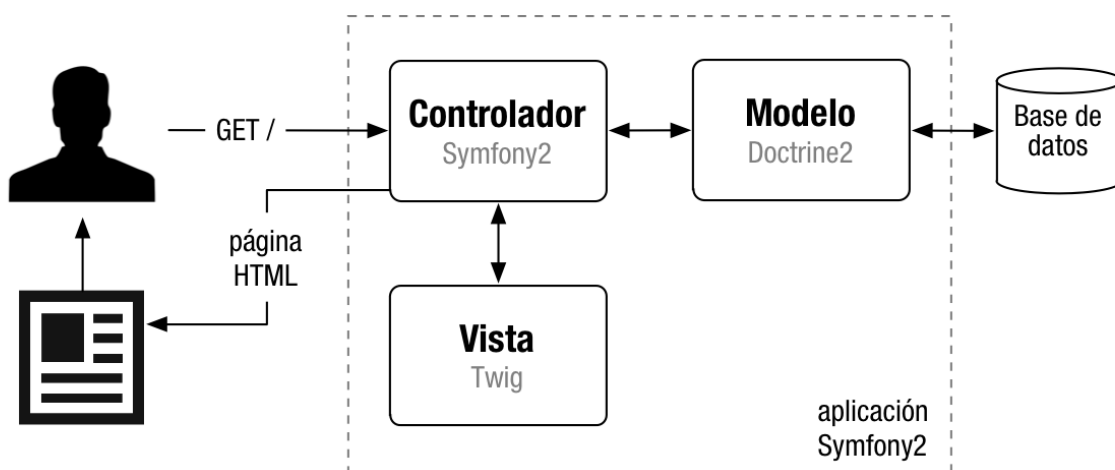 GET /
Controlador
Symfony2
Modelo
Doctrine2
Base de
datos
página
HTML
Vista
Twig
aplicación
Symfony2